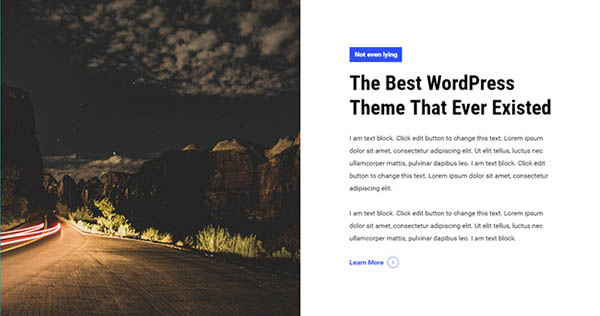 Not even lying
The Best WordPress
Theme That Ever Existed
I am text block. Click edit button to change this text. Lorem ipsum
dolor sit amet, consectetur adipiscing elit. Ut elit tellus, luctus nec
ullamcorper mattis, pulvinar dapibus leo. I am text block. Click edit
button to change this text. Lorem ipsum dolor sit amet, consectetur
adipiscing elit.
I am text block. Click edit button to change this text. Lorem ipsum
dolor sit amet, consectetur adipiscing elit. Ut elit tellus, luctus nec
ullamcorper mattis, pulvinar dapibus leo. I am text block.
Learn More